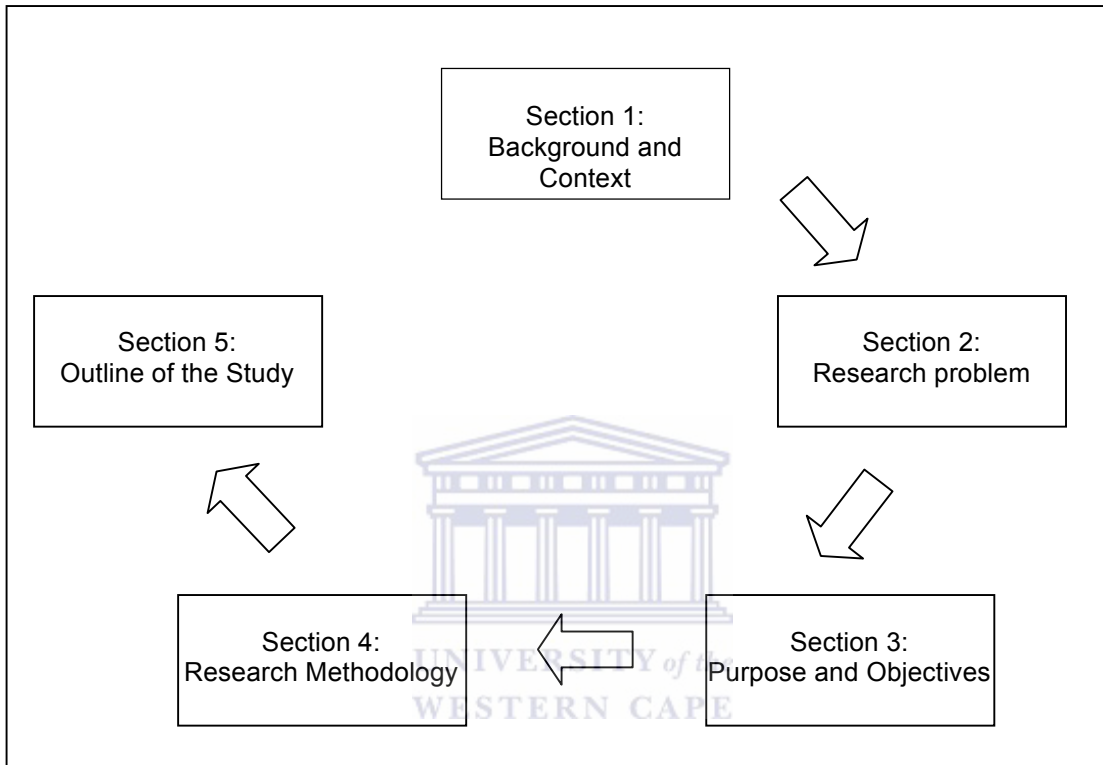 Section 1:
Background and
Context
Section 2:
Research problem
Section 3:
Purpose and Objectives
Section 4:
Research Methodology
Section 5:
Outline of the Study
UNIVERSITY of the
WESTERN CAPE